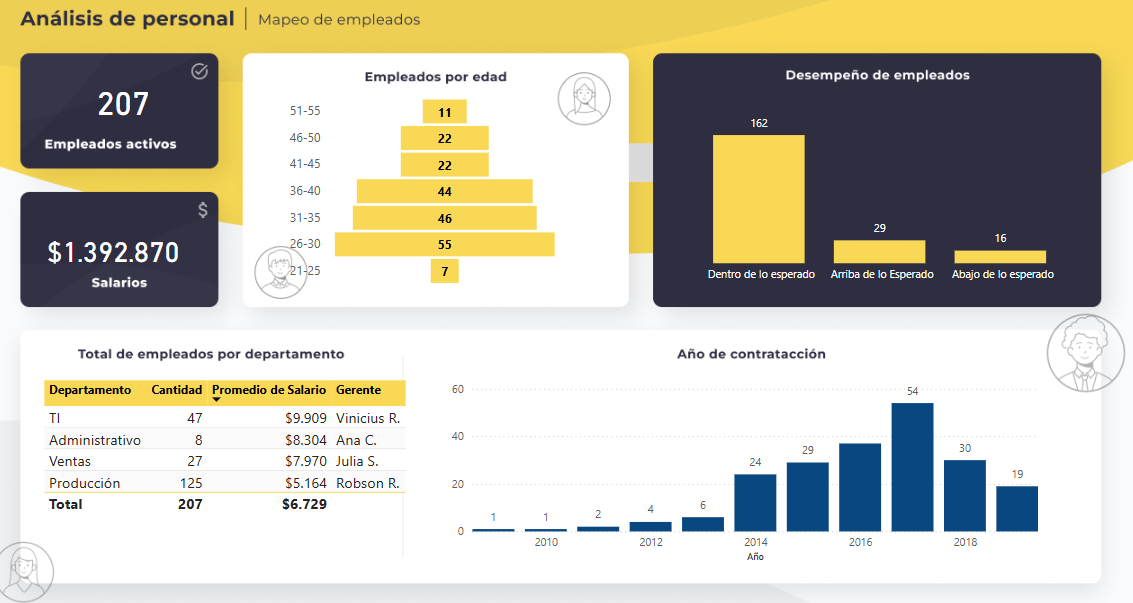 Análisis de personal | Mapeo de empleados
207
Empleados activos
$1.392.870
Salarios
Empleados por edad
51-55 11
46-50 22
41-45 22
36-40 44
31-35 46
26-30 55
21-25 7
Desempeño de empleados
162
29
16
Dentro de lo esperado Arriba de lo Esperado Abajo de lo esperado
Total de empleados por departamento
Departamento Cantidad Promedio de Salario Gerente
TI 47 $9.909 Vinicius R.
Administrativo 8 $8.304 Ana C.
Ventas 27 $7.970 Julia S.
Producción 125 $5.164 Robson R.
Total 207 $6.729
Año de contratacción
60
40
20
0
1 1 2 4 6 24 29 54 30 19
2010 2012 2014 2016 2018
Año